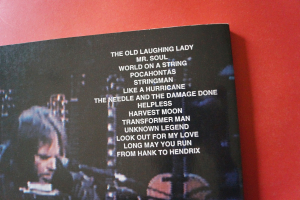 THE OLD LAUGHING LADY
MR. SOUL
WORLD ON A STRING
POCAHONTAS
STRINGMAN
LIKE A HURRICANE
THE NEEDLE AND THE DAMAGE DONE
HELPLESS
HARVEST MOON
TRANSFORMER MAN
UNKNOWN LEGEND
LOOK OUT FOR MY LOVE
LONG MAY YOU RUN
FROM HANK TO HENDRIX